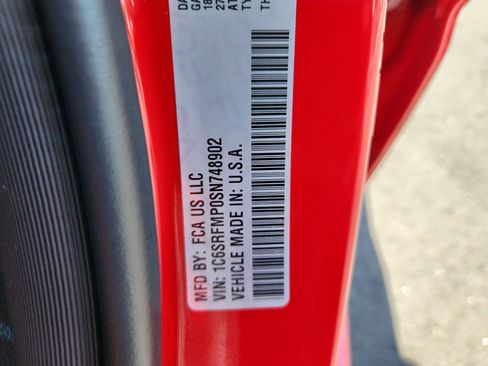 MFD BY: FCA US LLC
VIN: 1C6SRFMP0SN748902
VEHICLE MADE IN: U.S.A.